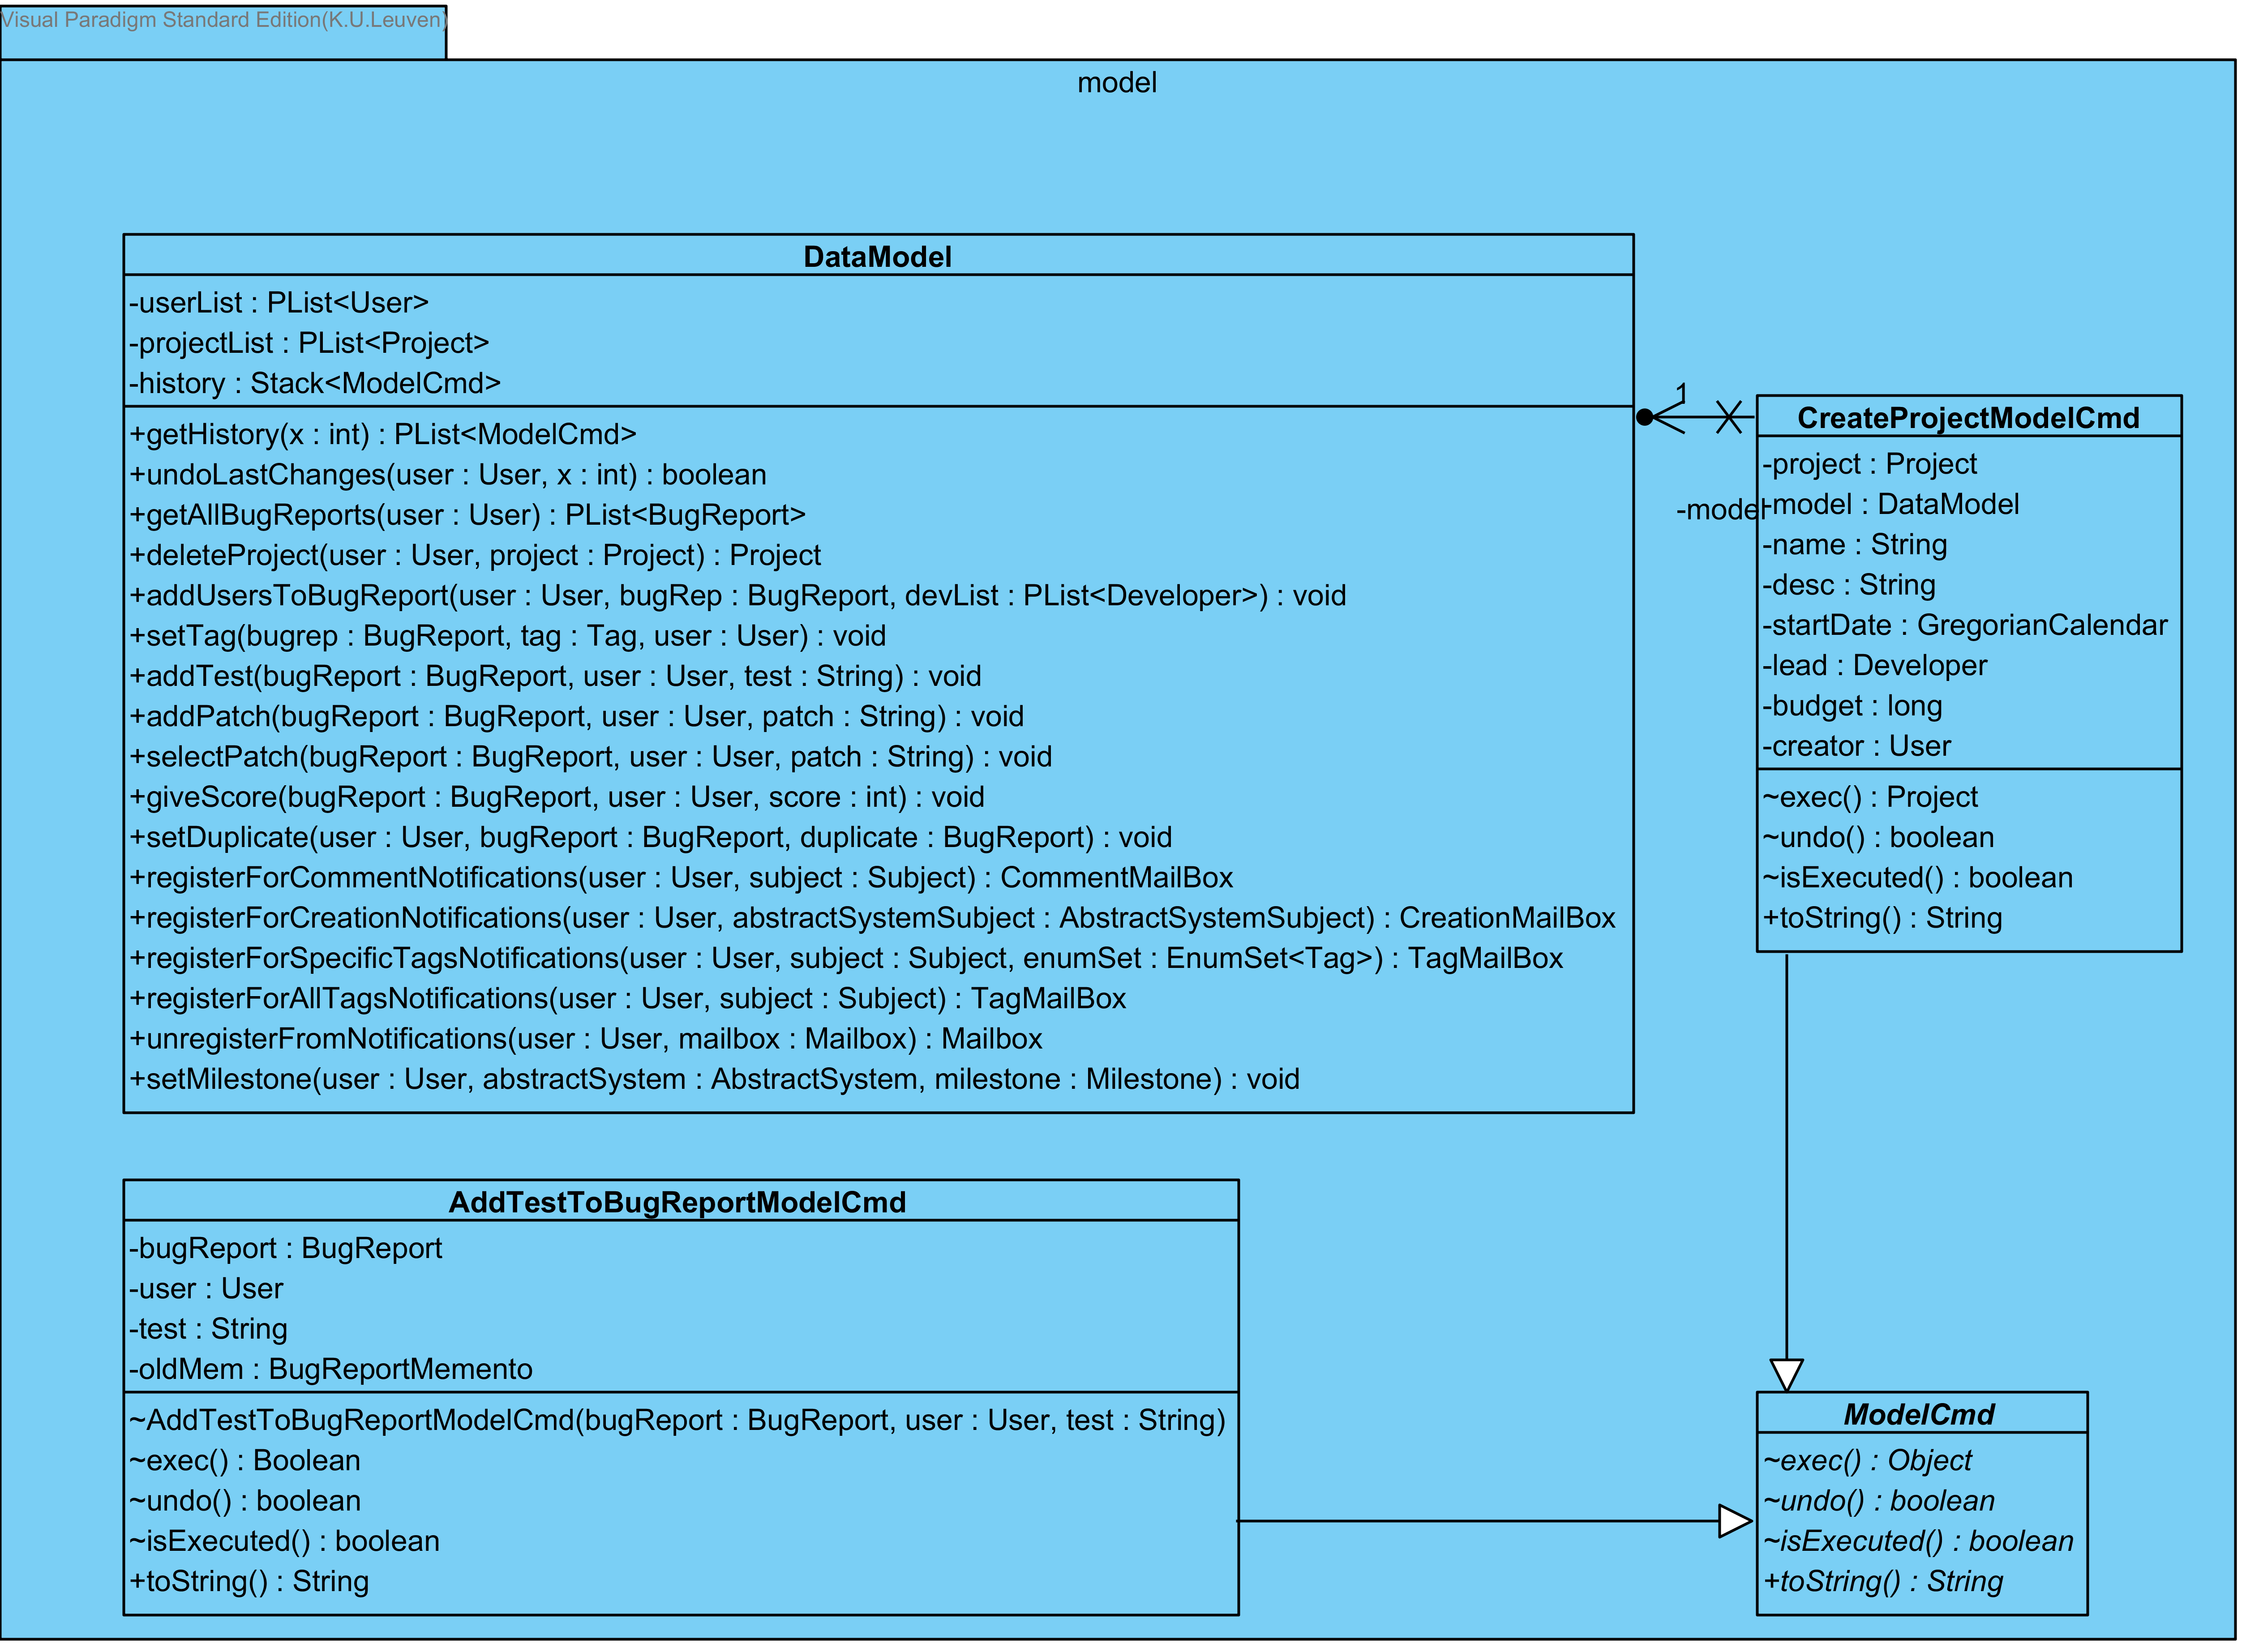 Visual Paradigm Standard Edition(K.U.Leuven)
model
DataModel
-userList : PList<User>
-projectList : PList<Project>
-history : Stack<ModelCmd>
+getHistory(x : int) : PList<ModelCmd>
+undoLastChanges(user : User, x : int) : boolean
+getAllBugReports(user : User) : PList<BugReport>
+deleteProject(user : User, project : Project) : Project
+addUsersToBugReport(user : User, bugRep : BugReport, devList : PList<Developer>) : void
+setTag(bugrep : BugReport, tag : Tag, user : User) : void
+addTest(bugReport : BugReport, user : User, test : String) : void
+addPatch(bugReport : BugReport, user : User, patch : String) : void
+selectPatch(bugReport : BugReport, user : User, patch : String) : void
+giveScore(bugReport : BugReport, user : User, score : int) : void
+setDuplicate(user : User, bugReport : BugReport, duplicate : BugReport) : void
+registerForCommentNotifications(user : User, subject : Subject) : CommentMailBox
+registerForCreationNotifications(user : User, abstractSystemSubject : AbstractSystemSubject) : CreationMailBox
+registerForSpecificTagsNotifications(user : User, subject : Subject, enumSet : EnumSet<Tag>) : TagMailBox
+registerForAllTagsNotifications(user : User, subject : Subject) : TagMailBox
+unregisterFromNotifications(user : User, mailbox : Mailbox) : Mailbox
+setMilestone(user : User, abstractSystem : AbstractSystem, milestone : Milestone) : void
1
-model
CreateProjectModelCmd
-project : Project
-model : DataModel
-name : String
-desc : String
-startDate : GregorianCalendar
-lead : Developer
-budget : long
-creator : User
~exec() : Project
~undo() : boolean
~isExecuted() : boolean
+toString() : String
AddTestToBugReportModelCmd
-bugReport : BugReport
-user : User
-test : String
-oldMem : BugReportMemento
~AddTestToBugReportModelCmd(bugReport : BugReport, user : User, test : String)
~exec() : Boolean
~undo() : boolean
~isExecuted() : boolean
+toString() : String
ModelCmd
~exec() : Object
~undo() : boolean
~isExecuted() : boolean
+toString() : String